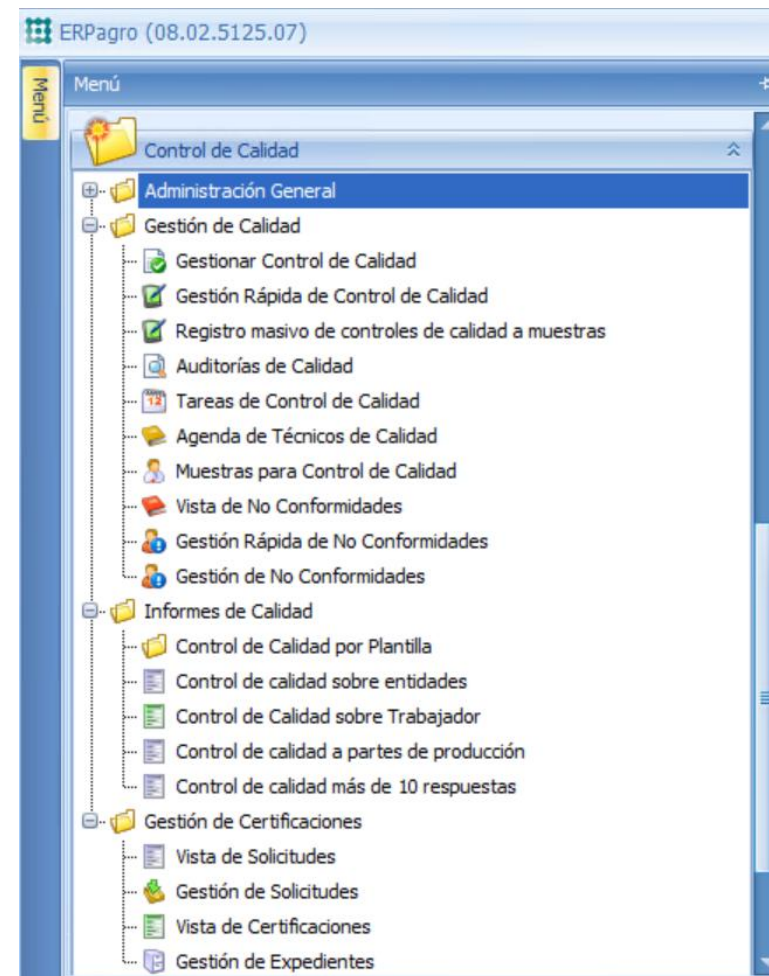 ERPagro (08.02.5125.07)
Menú
Menú
Control de Calidad
Administración General
Gestión de Calidad
Gestionar Control de Calidad
Gestión Rápida de Control de Calidad
Registro masivo de controles de calidad a muestras
Auditorías de Calidad
12
Tareas de Control de Calidad
Agenda de Técnicos de Calidad
Muestras para Control de Calidad
Vista de No Conformidades
Gestión Rápida de No Conformidades
Gestión de No Conformidades
Informes de Calidad
Control de Calidad por Plantilla
Control de calidad sobre entidades
Control de Calidad sobre Trabajador
Control de calidad a partes de producción
Control de calidad más de 10 respuestas
Gestión de Certificaciones
Vista de Solicitudes
Gestión de Solicitudes
Vista de Certificaciones
Gestión de Expedientes